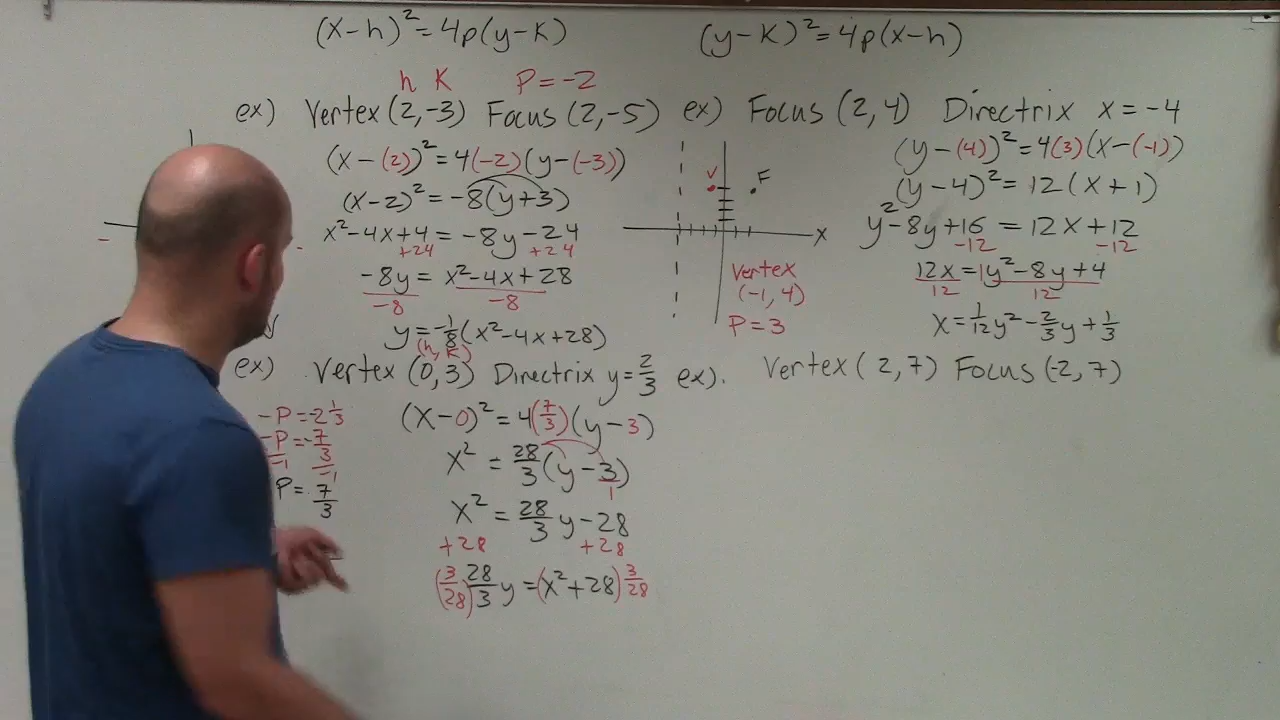 (x-h)² = 4p(y-k)
(y-k)² = 4p(x-h)
h k P = -2
ex) Vertex (2,-3) Focus (2,-5)
(x-(2))² = 4(-2)(y-(-3))
(x-2)² = -8(y+3)
x²-4x+4 = -8y-24
+24 +24
-8y = x²-4x+28
-8 -8
y = -1/8(x²-4x+28)
ex) Focus (2,4) Directrix x = -4
V F
x
Vertex
(-1, 4)
P = 3
(y-(4))² = 4(3)(x-(-1))
(y-4)² = 12(x+1)
y²-8y+16 = 12x+12
-12 -12
12x = 1y²-8y+4
12 12
x = 1/12y² - 2/3y + 1/3
(h, k)
ex) Vertex (0,3) Directrix y = 2/3
-P = -2 1/3
-P = -7/3
-1 -1
P = 7/3
(x-0)² = 4(7/3)(y-3)
x² = 28/3(y-3)
1
x² = 28/3y-28
+28 +28
(3/28)28/3y = (x²+28)3/28
ex). Vertex (2,7) Focus (-2,7)